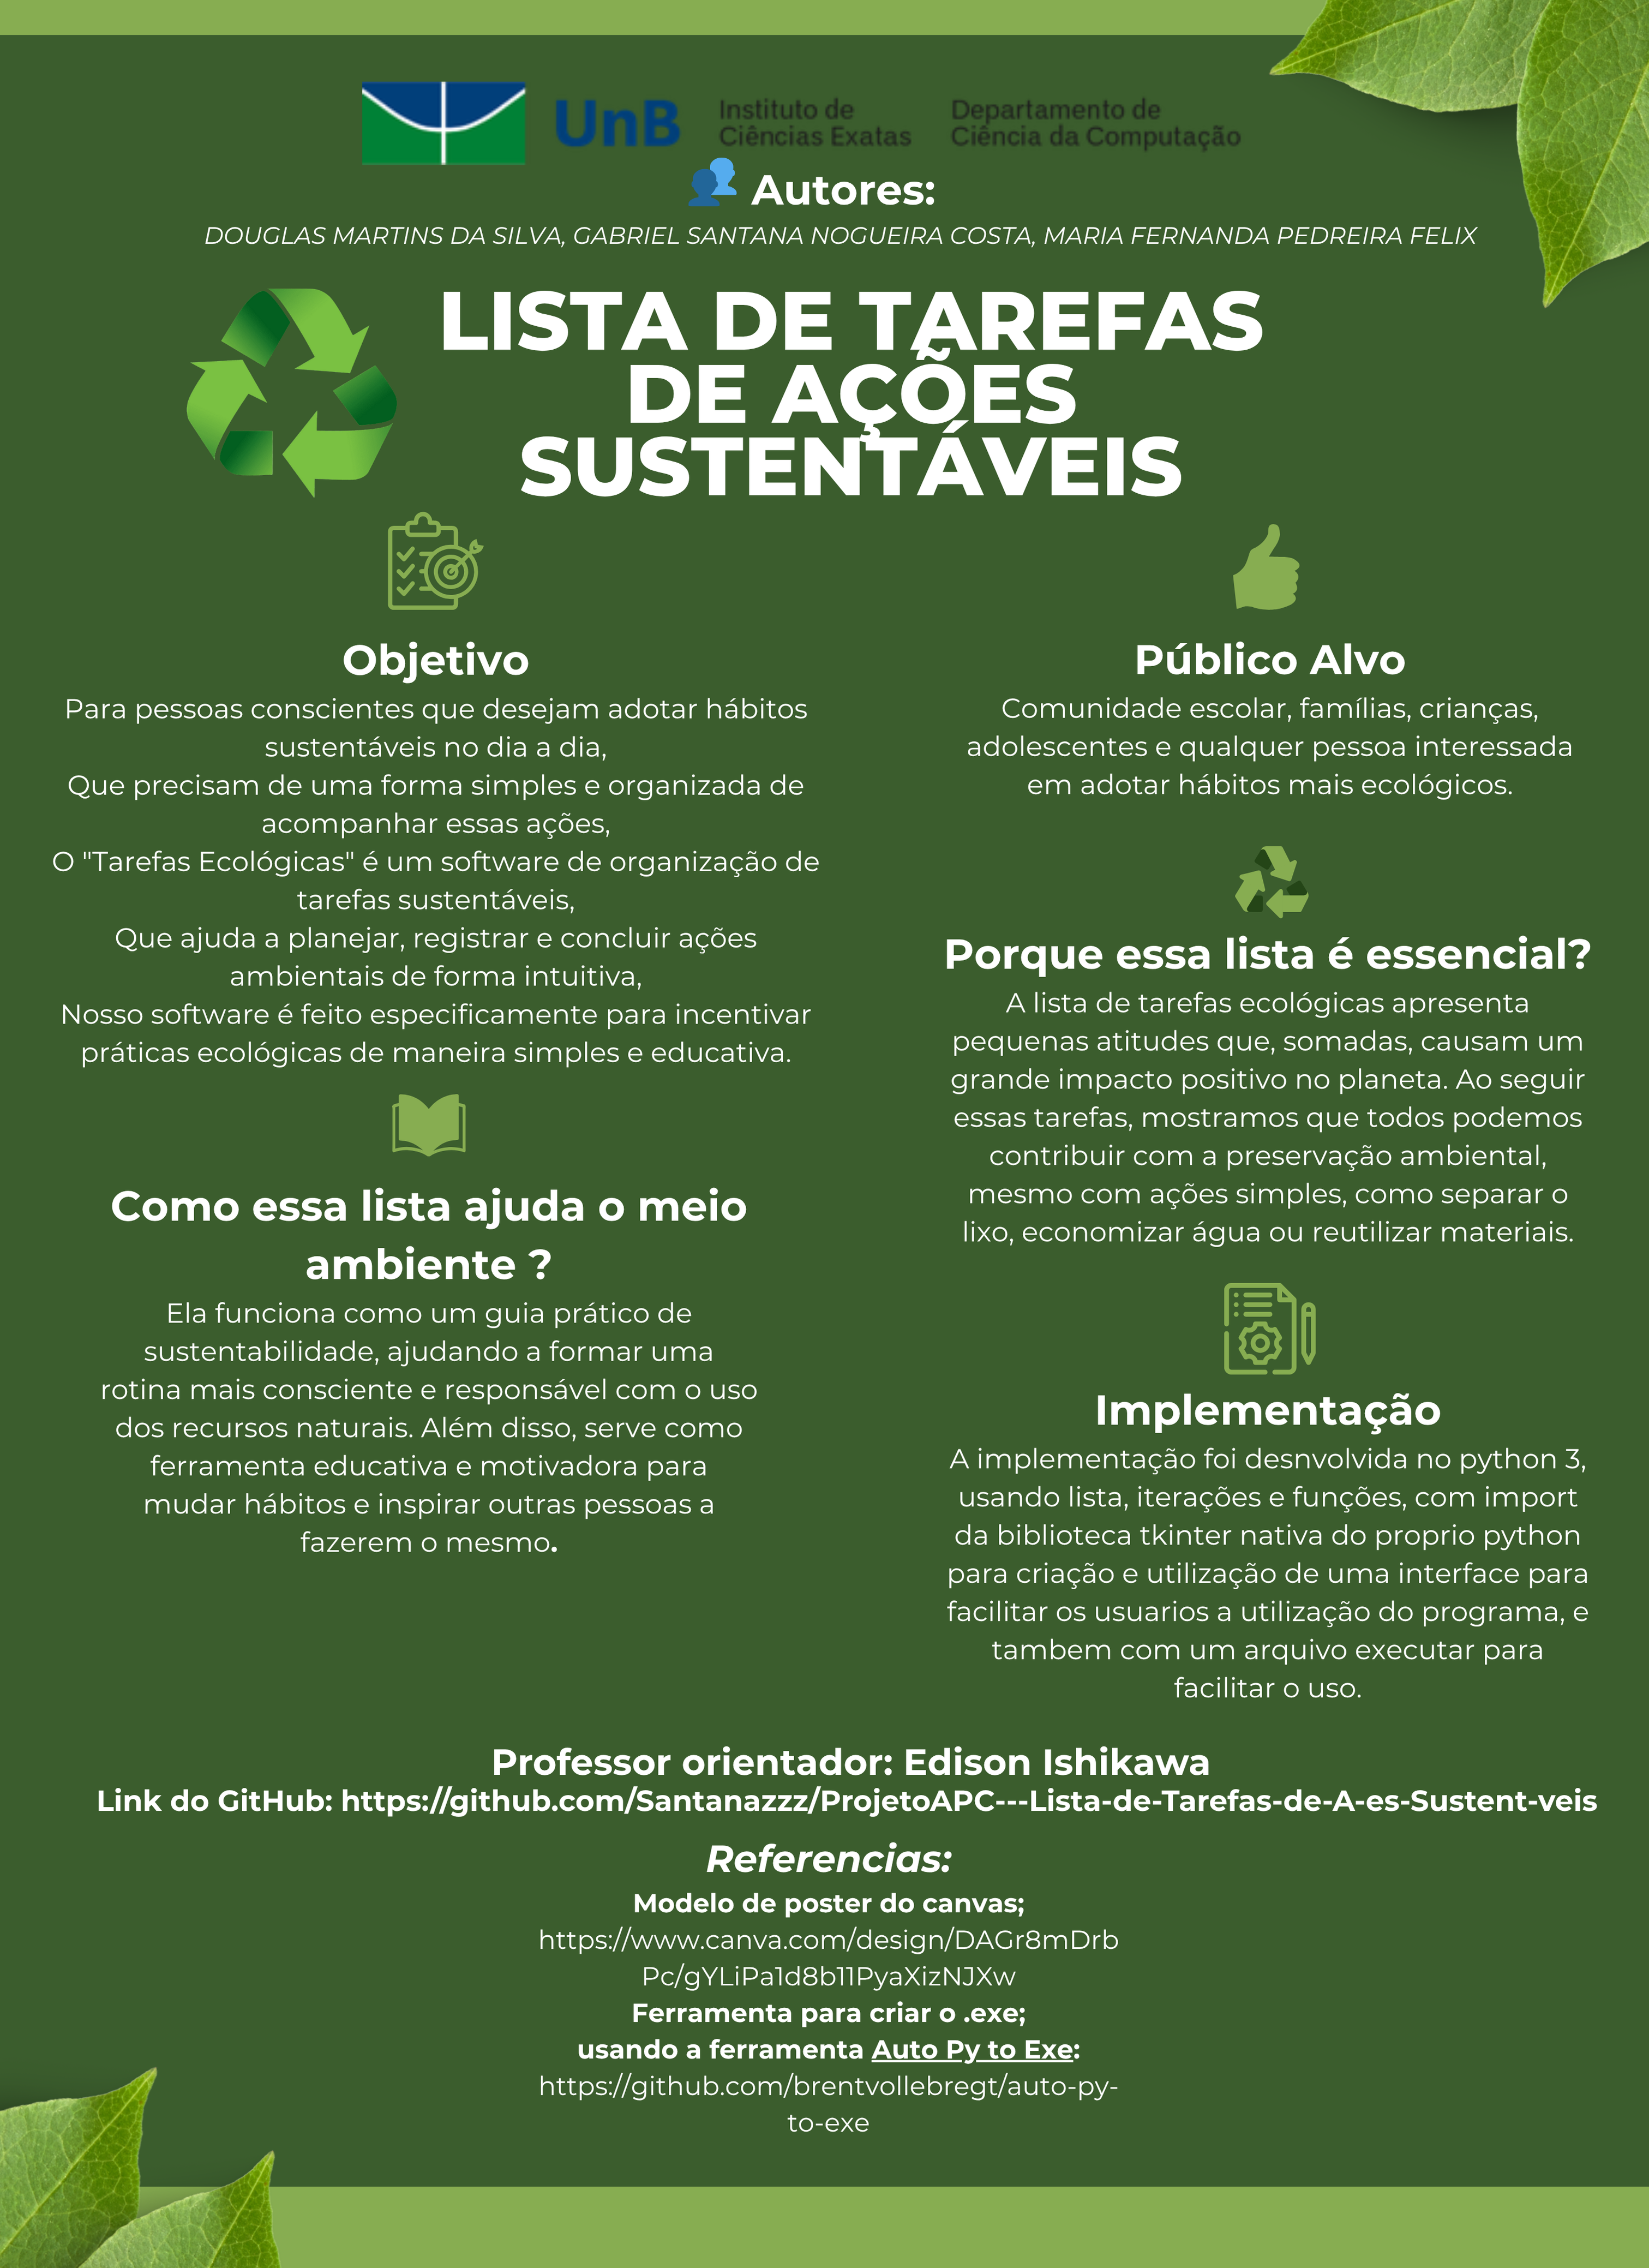 UnB
Instituto de
Ciências Exatas
Departamento de
Ciência da Computação
Autores:
DOUGLAS MARTINS DA SILVA, GABRIEL SANTANA NOGUEIRA COSTA, MARIA FERNANDA PEDREIRA FELIX
LISTA DE TAREFAS
DE AÇÕES
SUSTENTÁVEIS
Objetivo
Para pessoas conscientes que desejam adotar hábitos
sustentáveis no dia a dia,
Que precisam de uma forma simples e organizada de
acompanhar essas ações,
O "Tarefas Ecológicas" é um software de organização de
tarefas sustentáveis,
Que ajuda a planejar, registrar e concluir ações
ambientais de forma intuitiva,
Nosso software é feito especificamente para incentivar
práticas ecológicas de maneira simples e educativa.
Como essa lista ajuda o meio
ambiente ?
Ela funciona como um guia prático de
sustentabilidade, ajudando a formar uma
rotina mais consciente e responsável com o uso
dos recursos naturais. Além disso, serve como
ferramenta educativa e motivadora para
mudar hábitos e inspirar outras pessoas a
fazerem o mesmo.
Público Alvo
Comunidade escolar, famílias, crianças,
adolescentes e qualquer pessoa interessada
em adotar hábitos mais ecológicos.
Porque essa lista é essencial?
A lista de tarefas ecológicas apresenta
pequenas atitudes que, somadas, causam um
grande impacto positivo no planeta. Ao seguir
essas tarefas, mostramos que todos podemos
contribuir com a preservação ambiental,
mesmo com ações simples, como separar o
lixo, economizar água ou reutilizar materiais.
Implementação
A implementação foi desnvolvida no python 3,
usando lista, iterações e funções, com import
da biblioteca tkinter nativa do proprio python
para criação e utilização de uma interface para
facilitar os usuarios a utilização do programa, e
tambem com um arquivo executar para
facilitar o uso.
Professor orientador: Edison Ishikawa
Link do GitHub: https://github.com/Santanazzz/ProjetoAPC---Lista-de-Tarefas-de-A-es-Sustent-veis
Referencias:
Modelo de poster do canvas;
https://www.canva.com/design/DAGr8mDrb
Pc/gYLiPa1d8b11PyaXizNJXw
Ferramenta para criar o .exe;
usando a ferramenta Auto Py to Exe:
https://github.com/brentvollebregt/auto-py-
to-exe